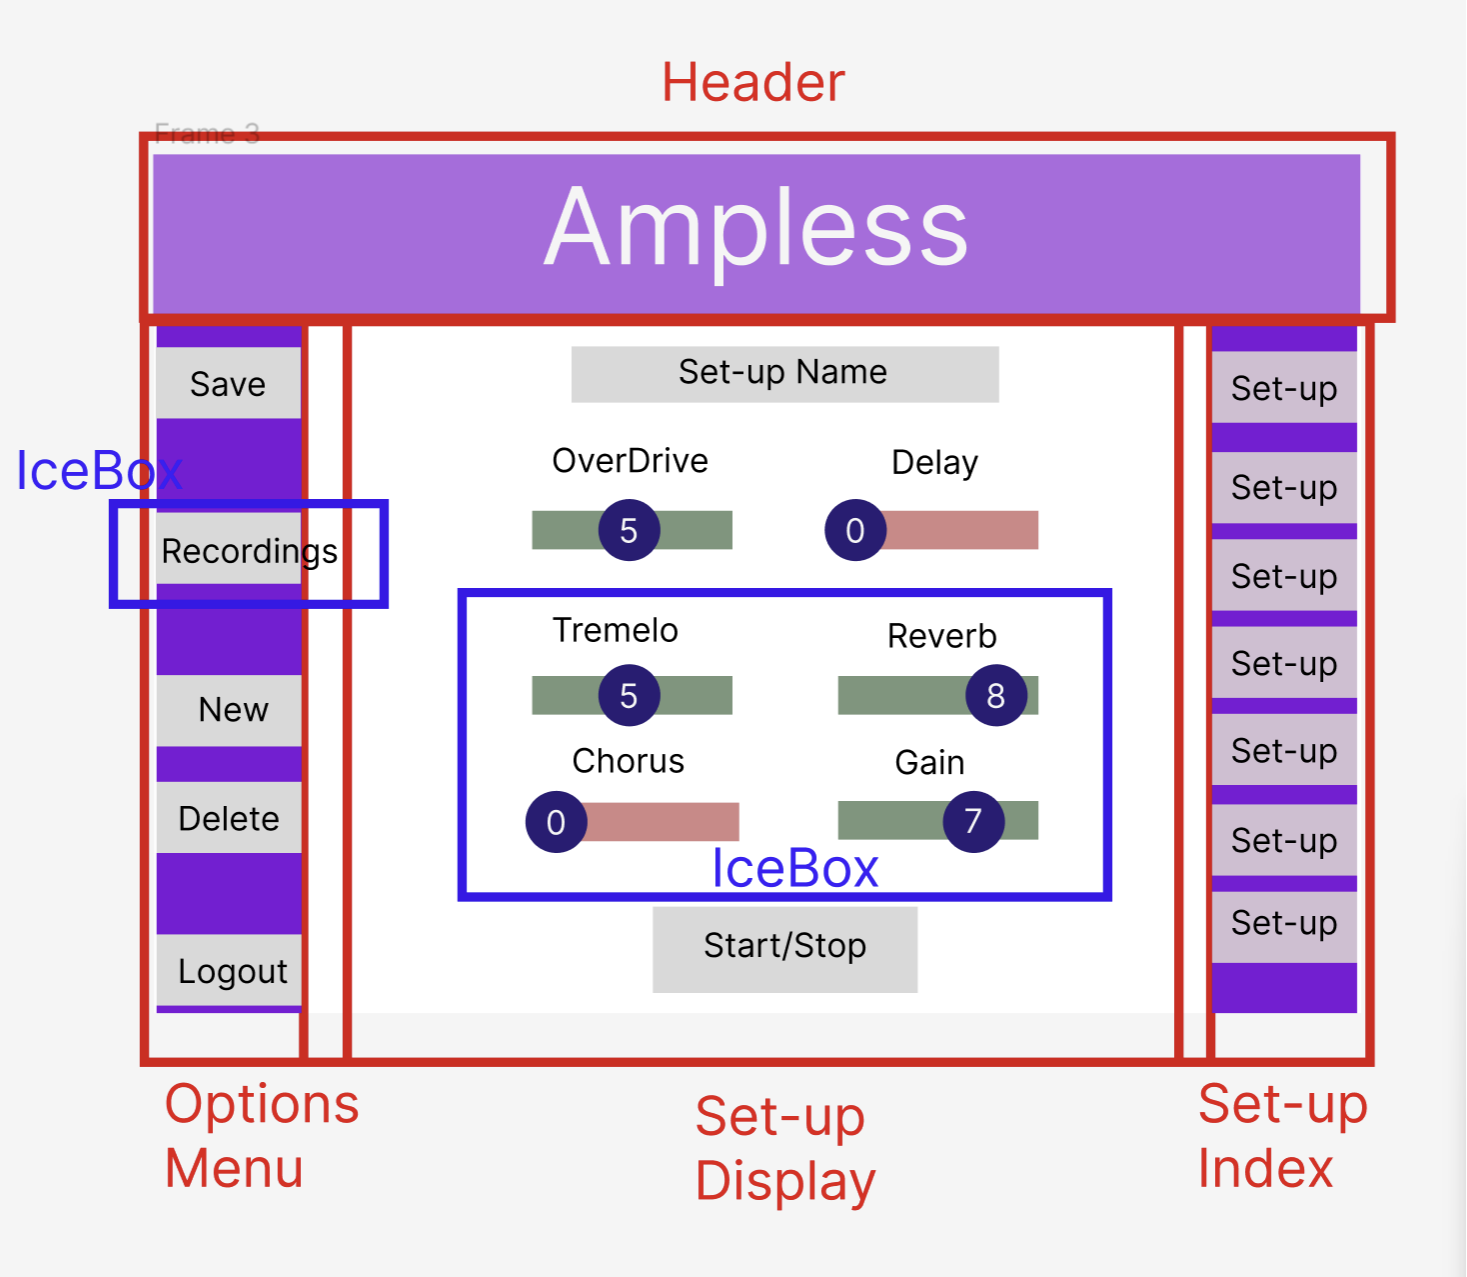 Header
Frame 3
Ampless
Save
Set-up Name
Set-up
IceBox
OverDrive
Delay
5
0
Set-up
Recordings
Set-up
Tremelo
Reverb
5
8
Set-up
New
Chorus
Gain
Set-up
Delete
0
7
Set-up
IceBox
Set-up
Logout
Start/Stop
Options
Menu
Set-up
Display
Set-up
Index